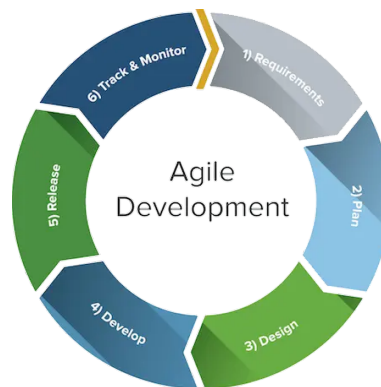 Agile
Development
1) Requirements
2) Plan
3) Design
4) Develop
5) Release
6) Track & Monitor